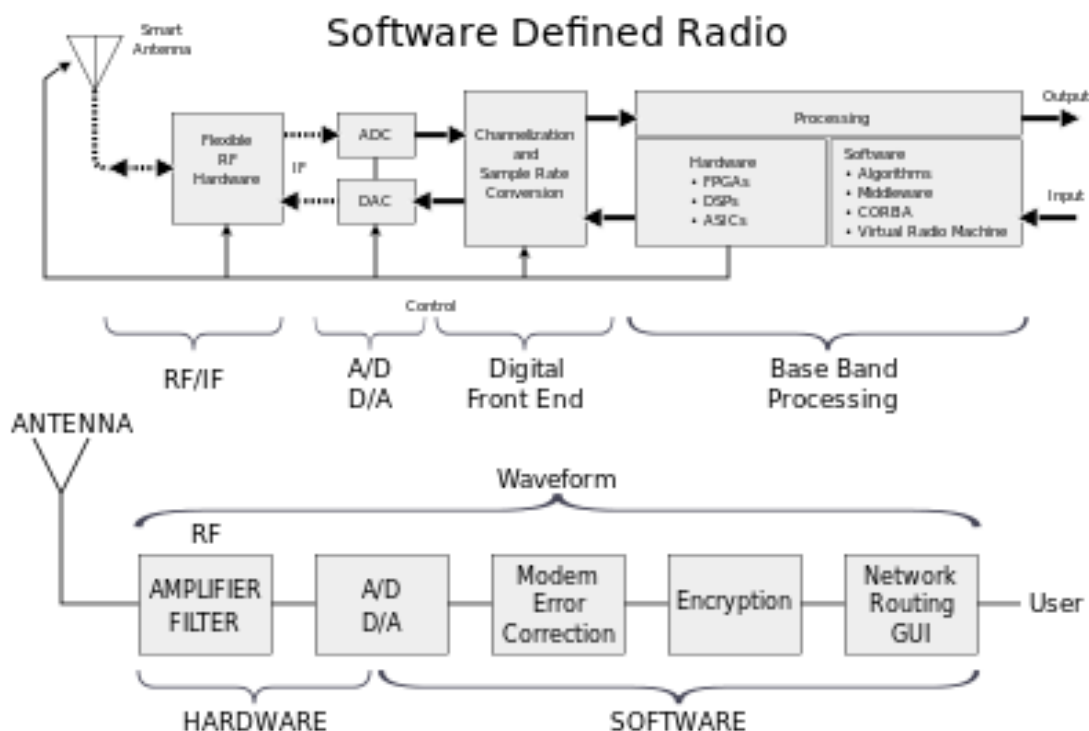 Software Defined Radio
Smart
Antenna
Flexible
RF
Hardware
IF
ADC
DAC
Channelization
and
Sample Rate
Conversion
Processing
Hardware
• FPGAs
• DSPs
• ASICs
Software
• Algorithms
• Middleware
• CORBA
• Virtual Radio Machine
Output
Input
Control
RF/IF
A/D
D/A
Digital
Front End
Base Band
Processing
ANTENNA
Waveform
RF
AMPLIFIER
FILTER
A/D
D/A
Modem
Error
Correction
Encryption
Network
Routing
GUI
User
HARDWARE
SOFTWARE